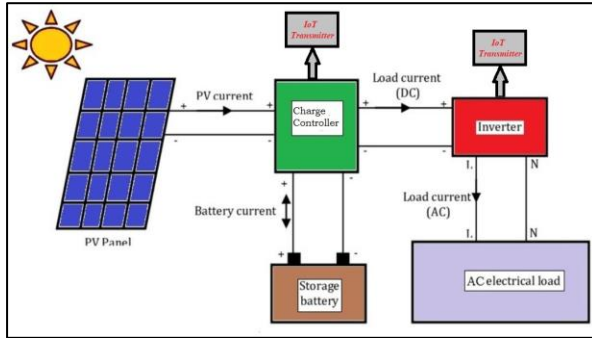 IoT
Transmitter
IoT
Transmitter
PV current
Charge
Controller
Load current
(DC)
Inverter
+
+
+
+
-
-
-
-
L
N
Load current
(AC)
Battery current
+
-
PV Panel
L
N
+
-
Storage
battery
AC electrical load